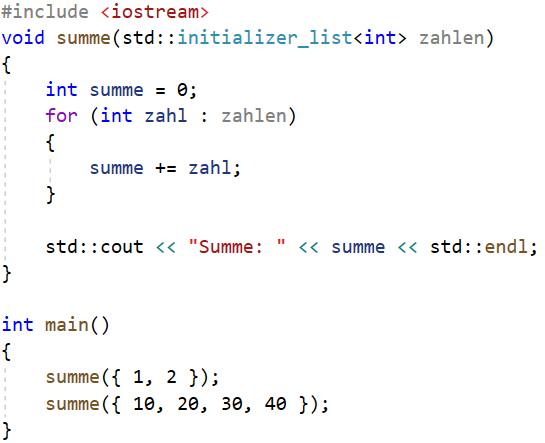 #include <iostream>
void summe(std::initializer_list<int> zahlen)
{
    int summe = 0;
    for (int zahl : zahlen)
    {
        summe += zahl;
    }

    std::cout << "Summe: " << summe << std::endl;
}

int main()
{
    summe({ 1, 2 });
    summe({ 10, 20, 30, 40 });
}